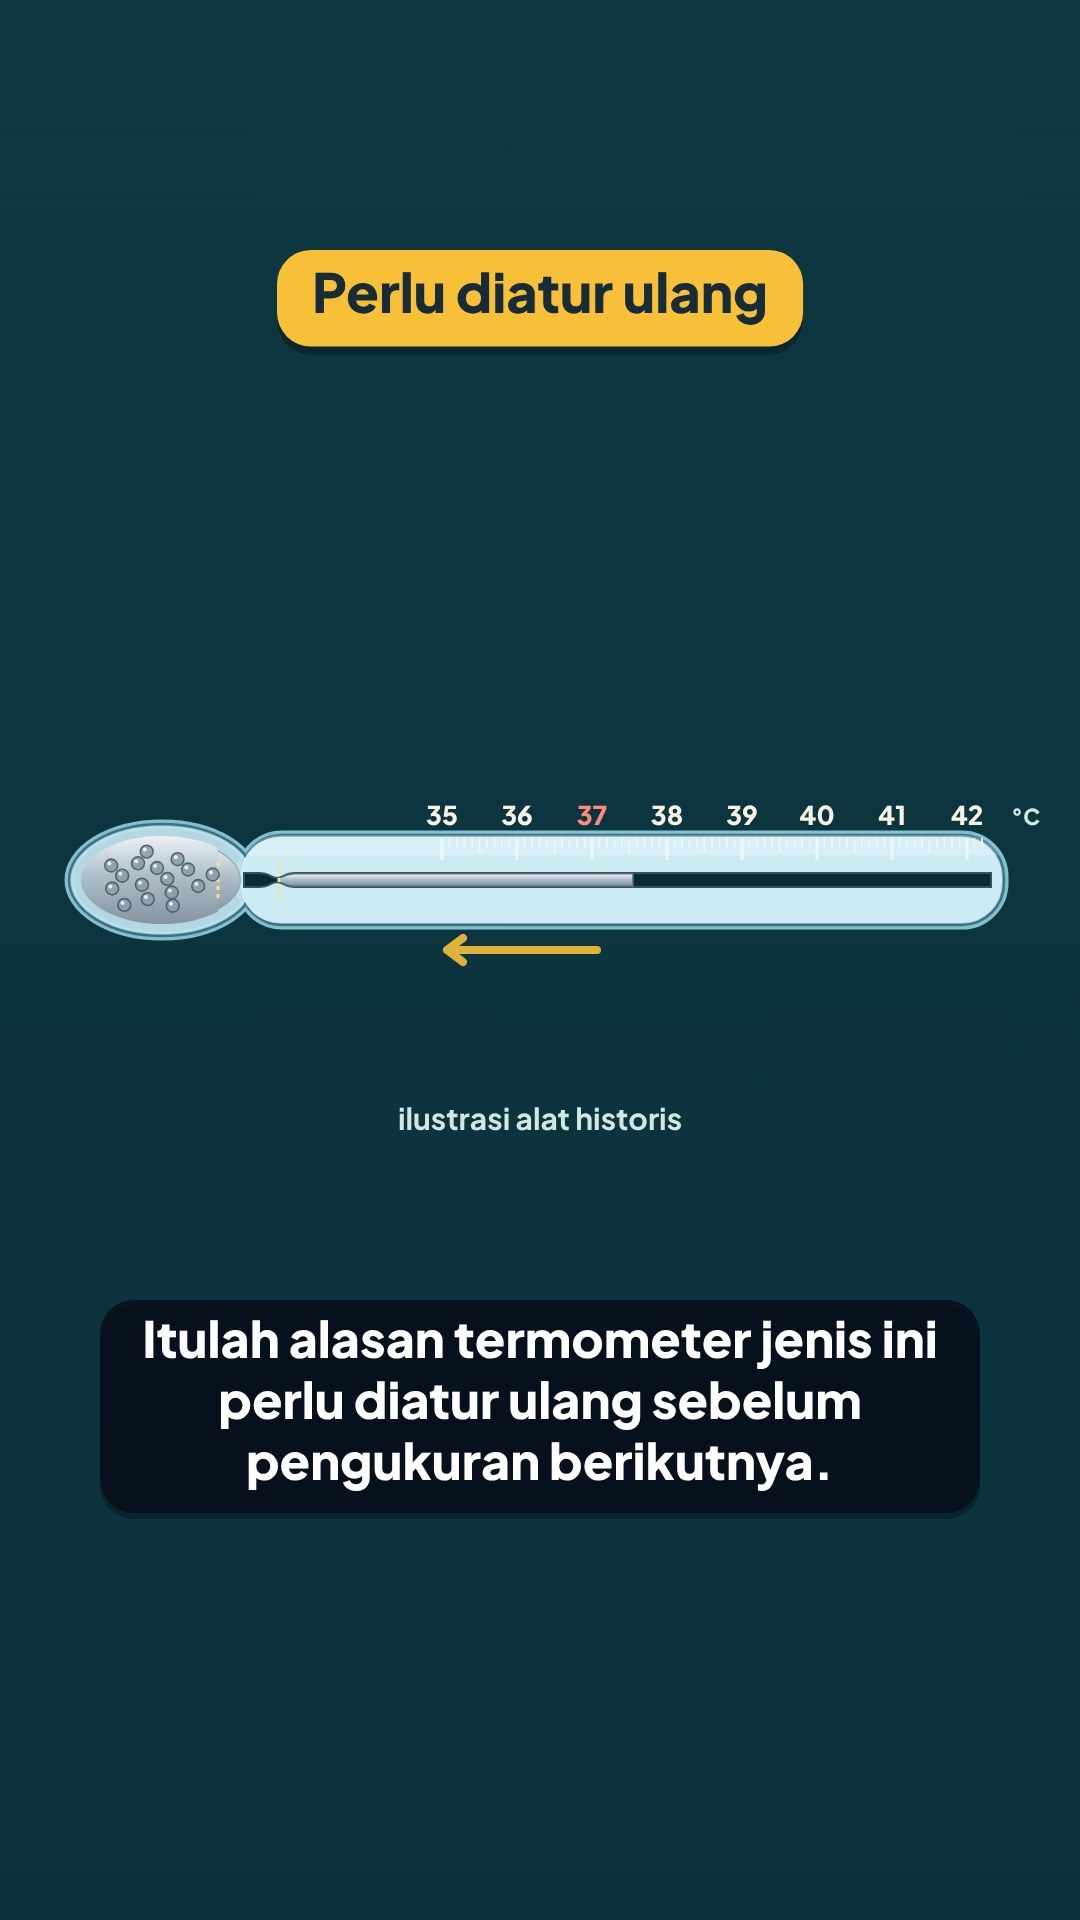 Perlu diatur ulang
35 36 37 38 39 40 41 42 °C
ilustrasi alat historis
Itulah alasan termometer jenis ini
perlu diatur ulang sebelum
pengukuran berikutnya.